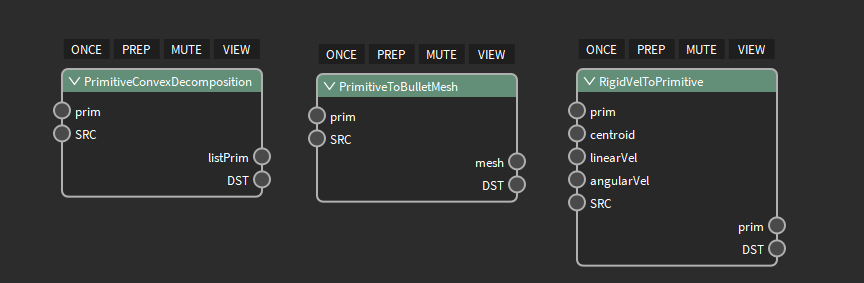 ONCE PREP MUTE VIEW
PrimitiveConvexDecomposition
prim
SRC
listPrim
DST
ONCE PREP MUTE VIEW
PrimitiveToBulletMesh
prim
SRC
mesh
DST
ONCE PREP MUTE VIEW
RigidVelToPrimitive
prim
centroid
linearVel
angularVel
SRC
prim
DST